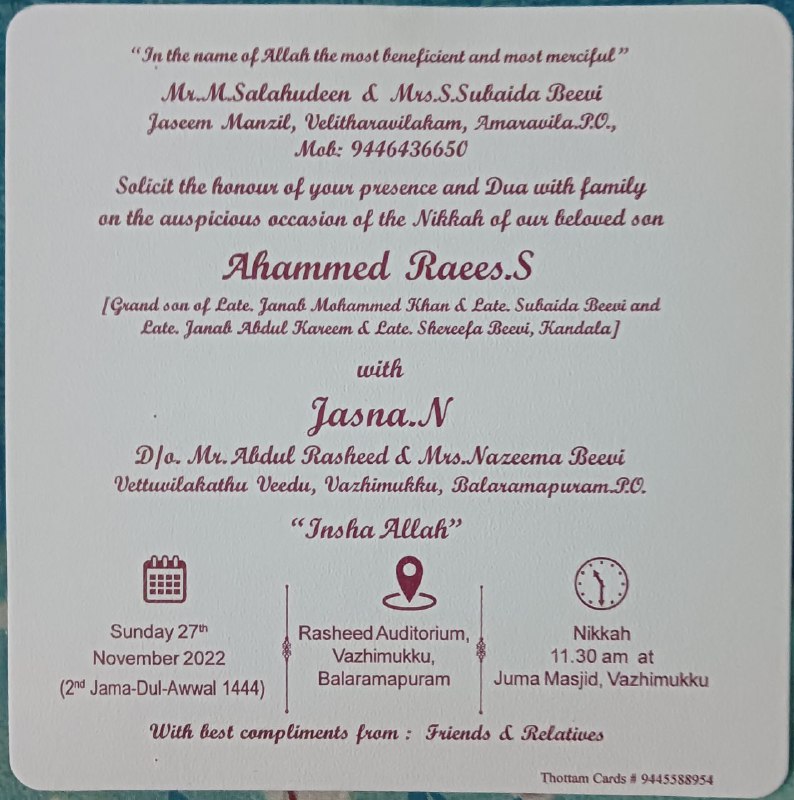 “In the name of Allah the most beneficient and most merciful”
Mr.M.Salahudeen & Mrs.S.Subaida Beevi
Jaseem Manzil, Velitharavilakam, Amaravila.P.O.,
Mob: 9446436650
Solicit the honour of your presence and Dua with family
on the auspicious occasion of the Nikkah of our beloved son
Ahammed Raees.S
[Grand son of Late. Janab Mohammed Khan & Late. Subaida Beevi and
Late. Janab Abdul Kareem & Late. Shereefa Beevi, Kandala]
with
Jasna.N
D/o. Mr. Abdul Rasheed & Mrs.Nazeema Beevi
Vettuvilakathu Veedu, Vazhimukku, Balaramapuram.P.O.
“Insha Allah”
Sunday 27th
November 2022
(2nd Jama-Dul-Awwal 1444)
Rasheed Auditorium,
Vazhimukku,
Balaramapuram
Nikkah
11.30 am at
Juma Masjid, Vazhimukku
With best compliments from : Friends & Relatives
Thottam Cards # 9445588954